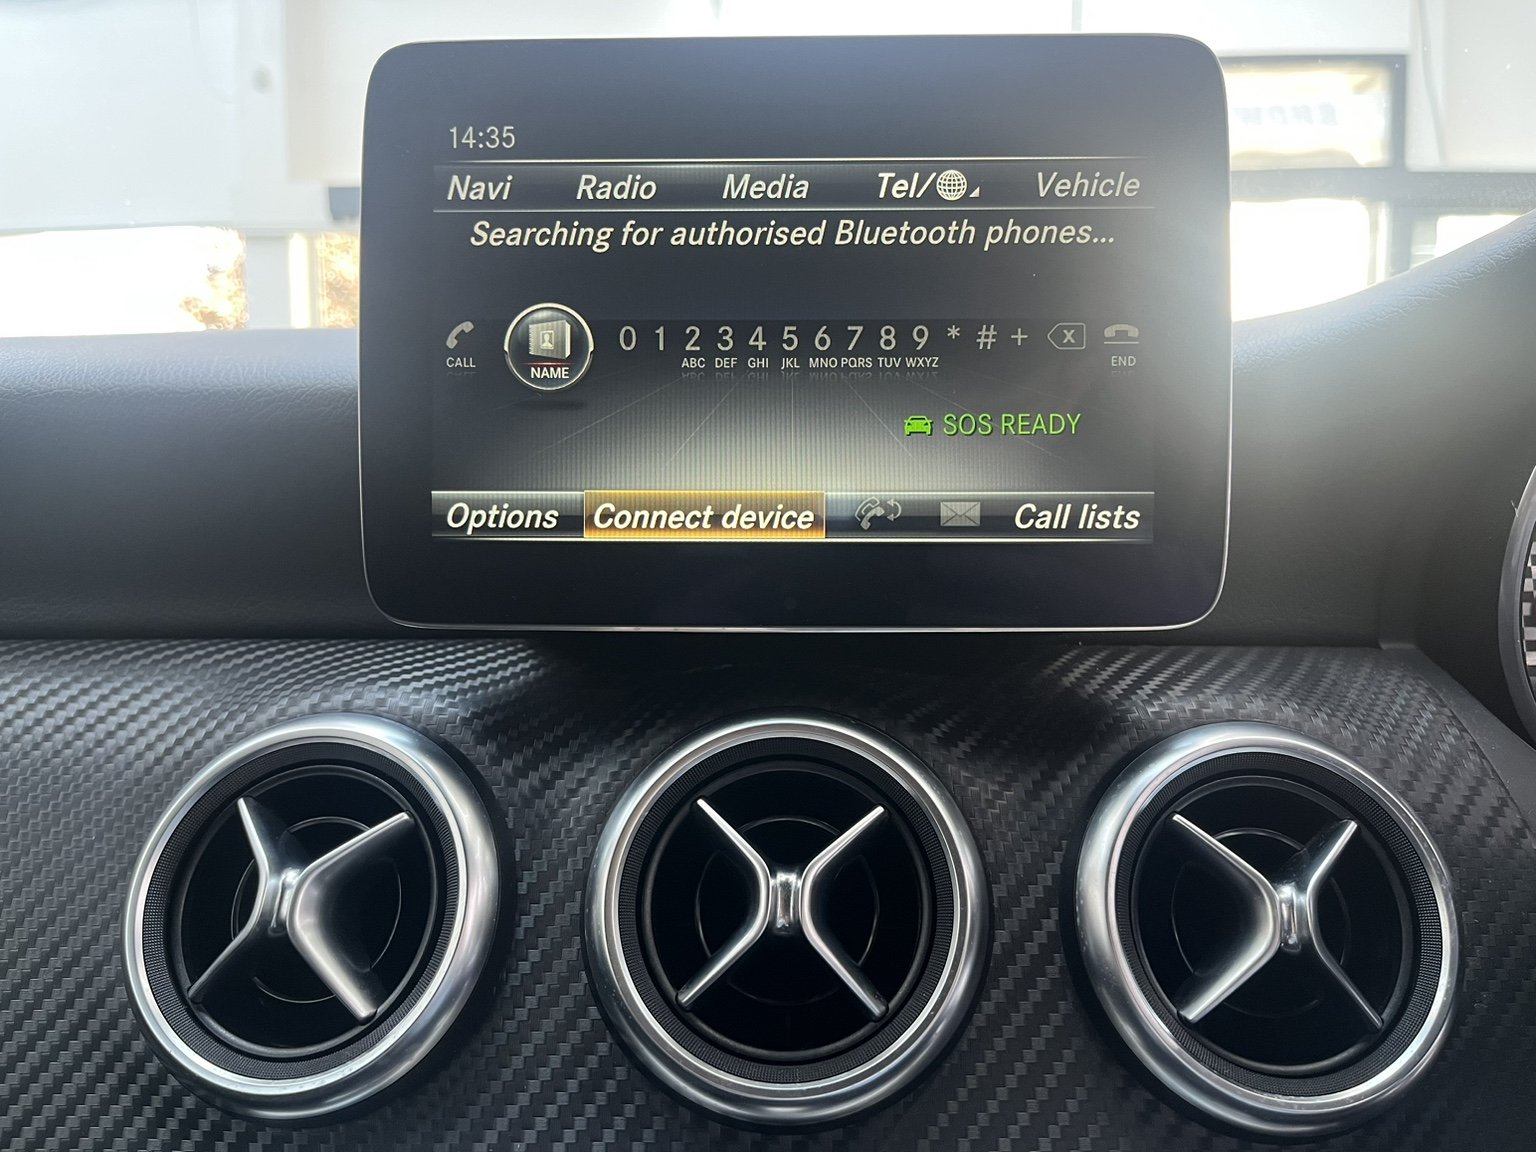 14:35
Navi Radio Media Tel/ Vehicle
Searching for authorised Bluetooth phones...
0 1 2 3 4 5 6 7 8 9 * # + X
CALL NAME ABC DEF GHI JKL MNO PQRS TUV WXYZ END
SOS READY
Options Connect device Call lists